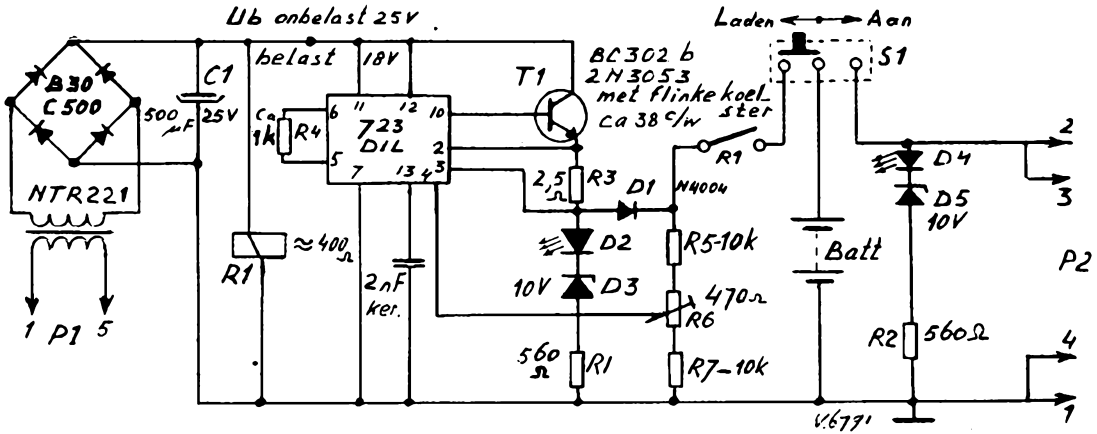 Ub onbelast 25V
belast 18V
Laden Aan
S1
B30
C500
C1
500
µF 25V
Ca
1k R4
6 11 12 10
723
DIL
5 7 13 4 3 2
T1
BC302b
2N3053
met flinke koel_
ster
ca 38 c/w
R1
2
3
D4
D5
10V
NTR221
2,5
Ω R3
D1
N4004
R1
≈400
Ω
2nF
ker.
D2
10V D3
R5-10k
470Ω
R6
Batt
P2
1 P1 5
560
Ω R1
R7-10k
R2 560Ω
4
1
V.6771